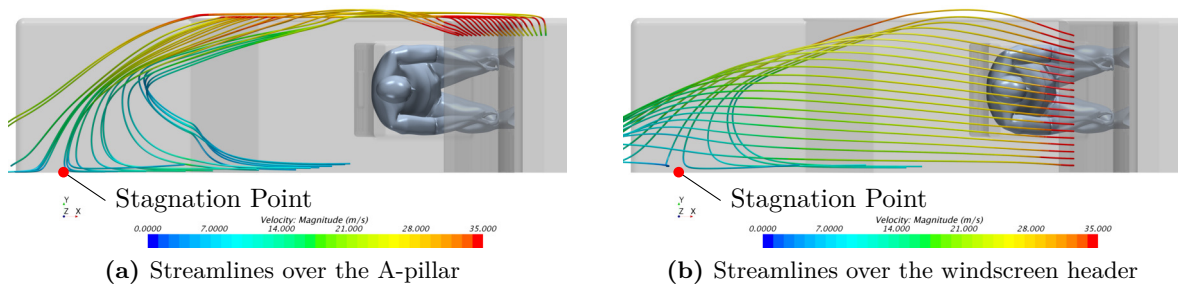 Stagnation Point
Y
Z X
Velocity: Magnitude (m/s)
0.0000 7.0000 14.000 21.000 28.000 35.000
(a) Streamlines over the A-pillar
Stagnation Point
Y
Z X
Velocity: Magnitude (m/s)
0.0000 7.0000 14.000 21.000 28.000 35.000
(b) Streamlines over the windscreen header